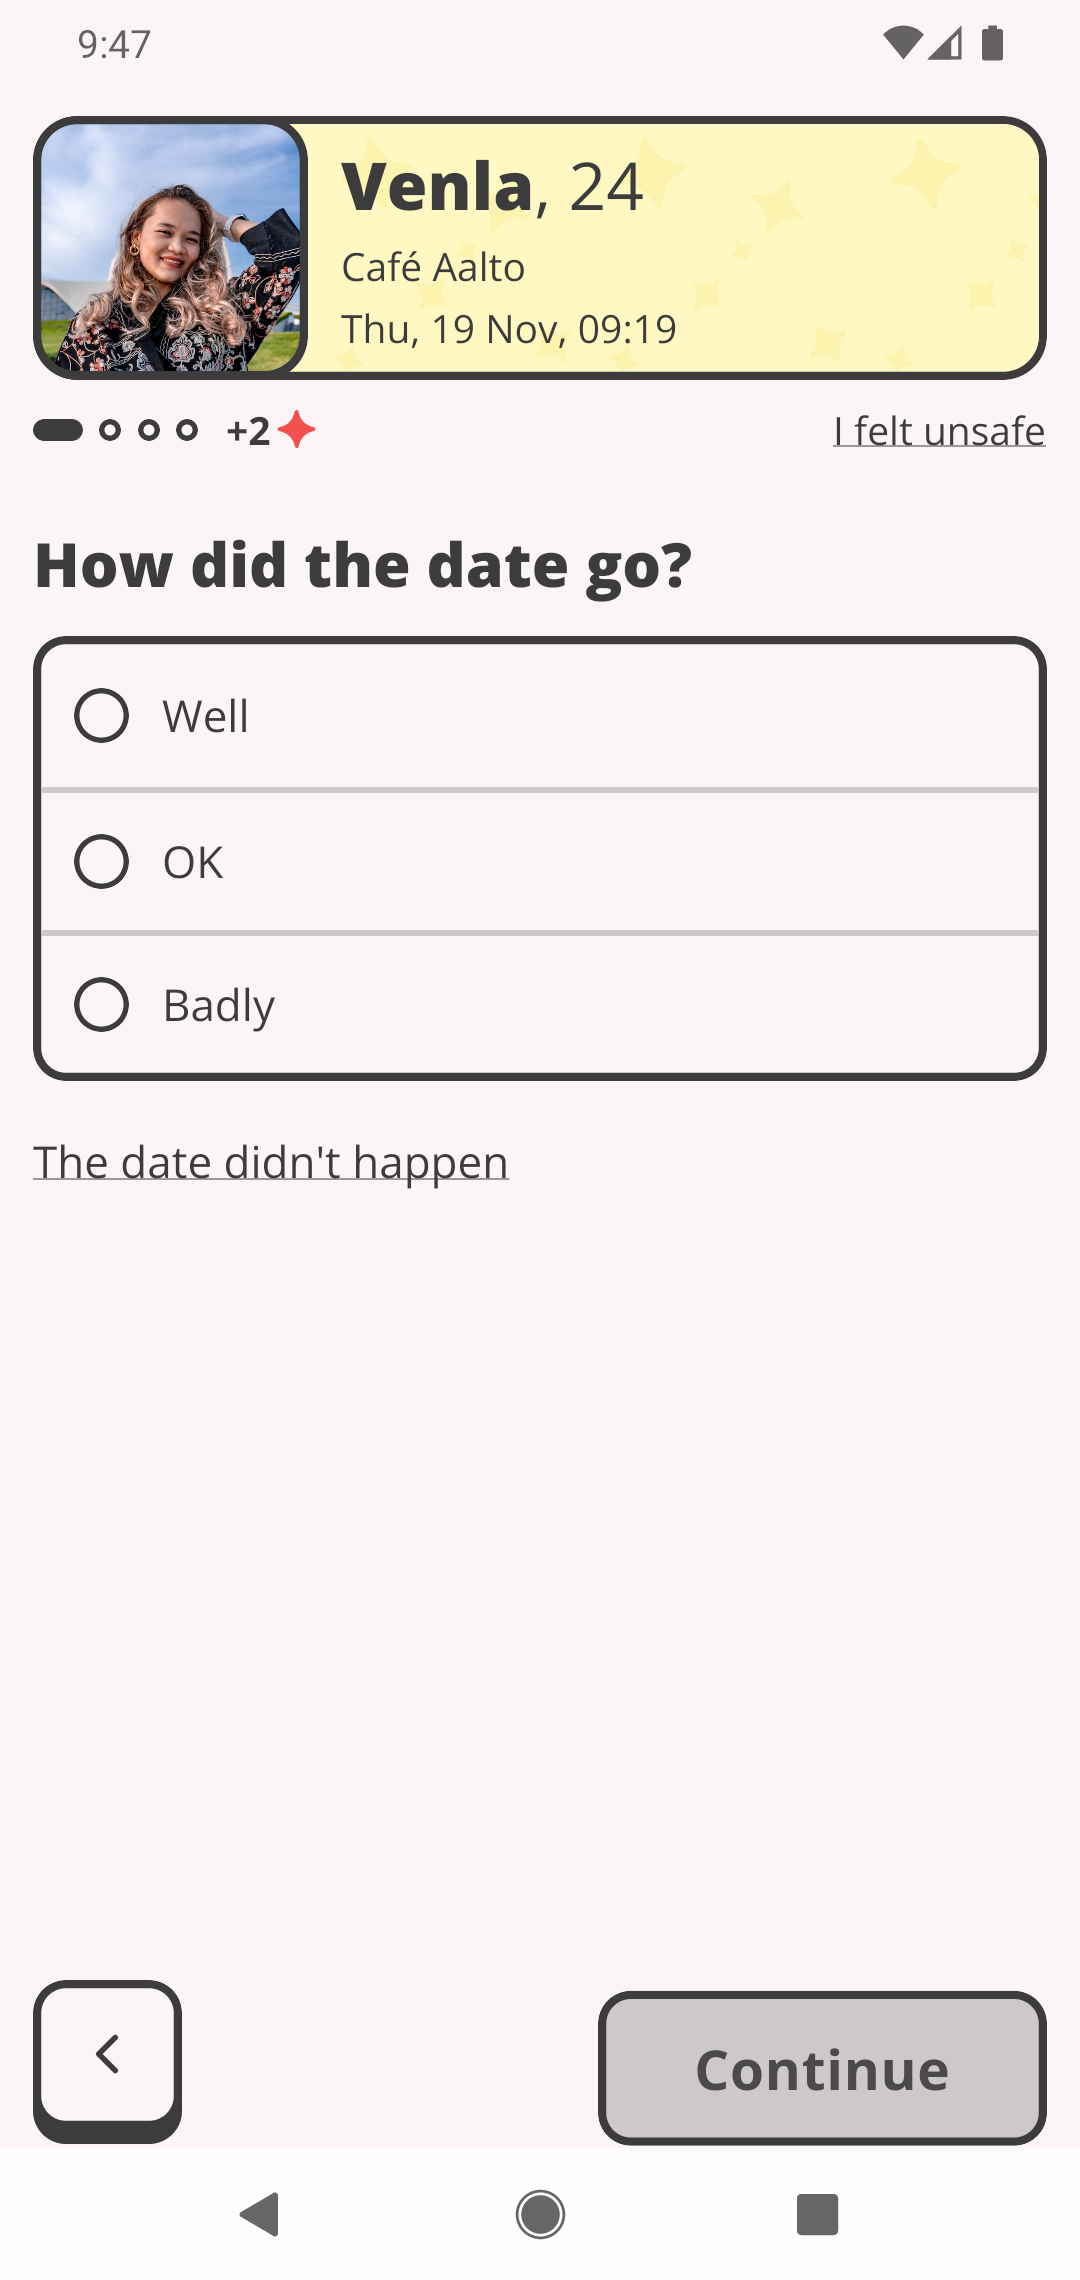 9:47
Venla, 24
Café Aalto
Thu, 19 Nov, 09:19
+2
I felt unsafe
How did the date go?
Well
OK
Badly
The date didn't happen
Continue